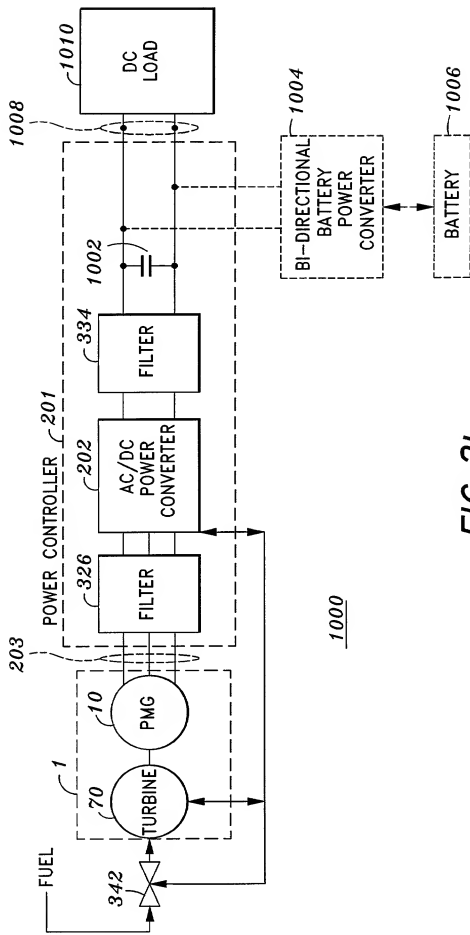 FUEL
342
1
70
TURBINE
10
PMG
203
POWER CONTROLLER
201
326
FILTER
202
AC/DC
POWER
CONVERTER
334
FILTER
1002
1008
1010
DC
LOAD
1004
BI-DIRECTIONAL
BATTERY
POWER
CONVERTER
1006
BATTERY
1000
FIG. 21